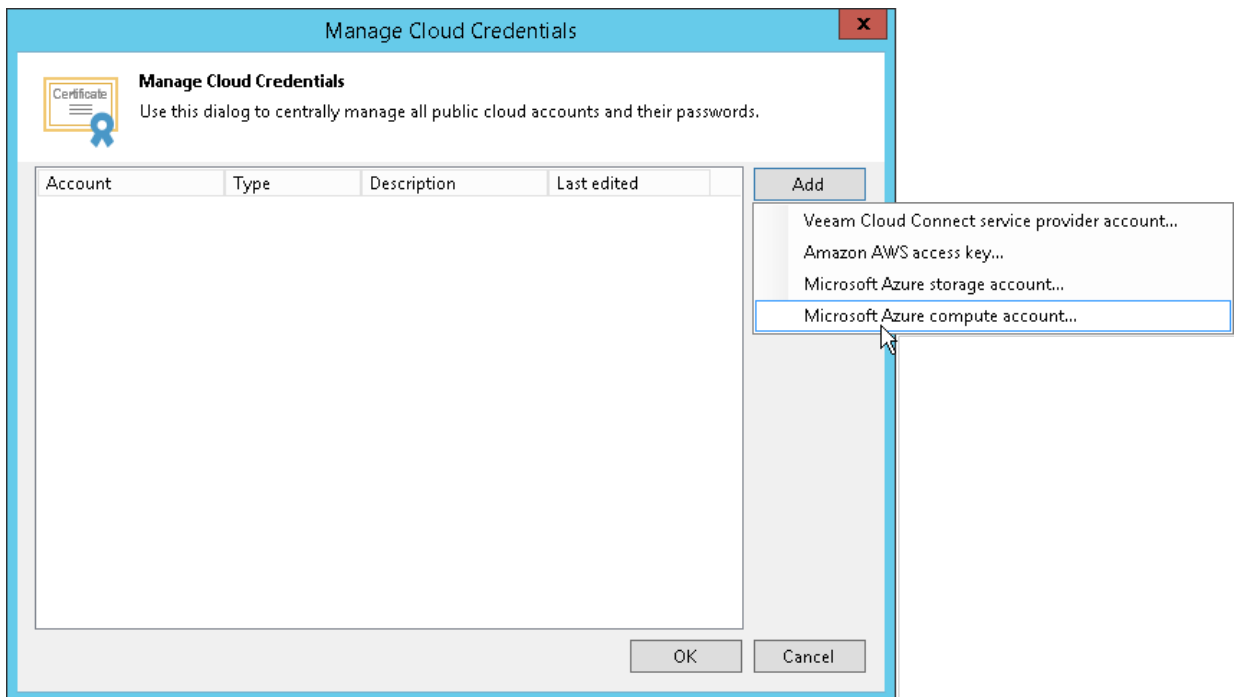 Manage Cloud Credentials
x
Certificate
Manage Cloud Credentials
Use this dialog to centrally manage all public cloud accounts and their passwords.
Account Type Description Last edited
Add
Veeam Cloud Connect service provider account...
Amazon AWS access key...
Microsoft Azure storage account...
Microsoft Azure compute account...
OK Cancel